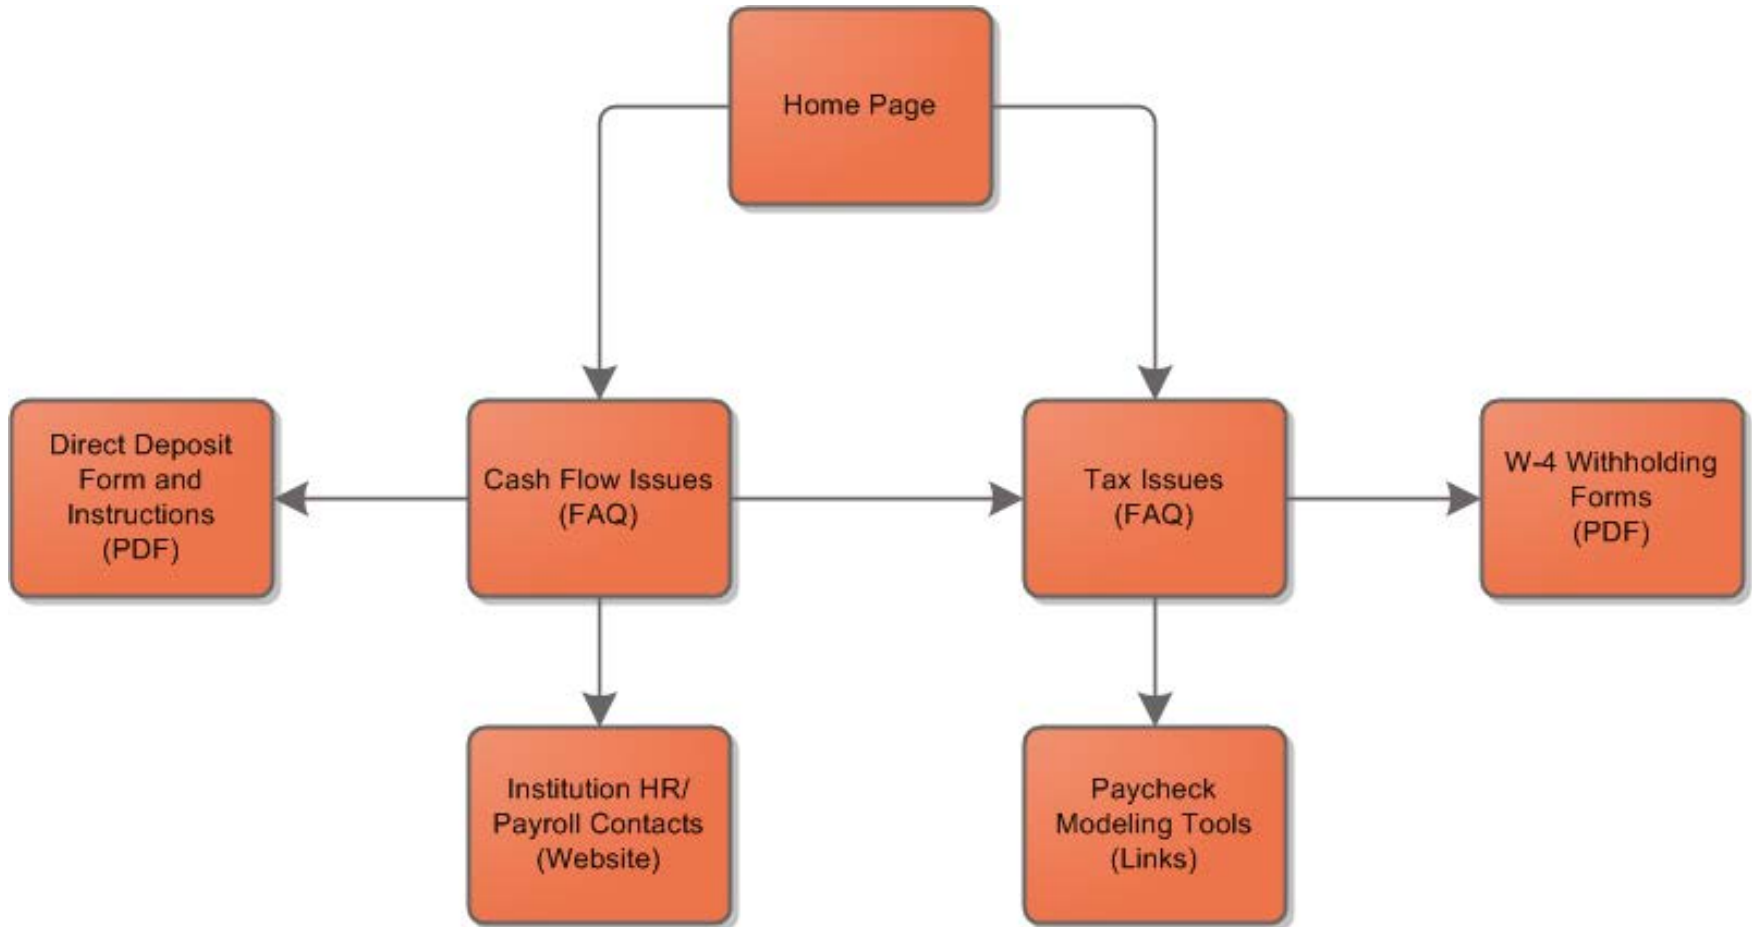 Home Page
Direct Deposit
Form and
Instructions
(PDF)
Cash Flow Issues
(FAQ)
Tax Issues
(FAQ)
W-4 Withholding
Forms
(PDF)
Institution HR/
Payroll Contacts
(Website)
Paycheck
Modeling Tools
(Links)